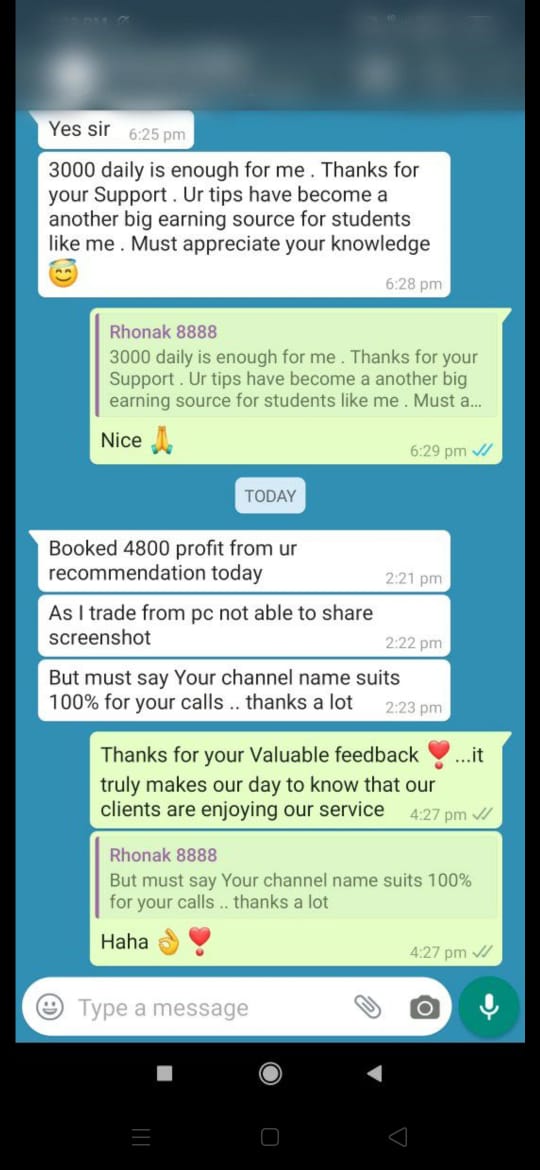 Yes sir 6:25 pm
3000 daily is enough for me . Thanks for
your Support . Ur tips have become a
another big earning source for students
like me . Must appreciate your knowledge
😇
6:28 pm
Rhonak 8888
3000 daily is enough for me . Thanks for your
Support . Ur tips have become a another big
earning source for students like me . Must a...
Nice 🙏
6:29 pm
TODAY
Booked 4800 profit from ur
recommendation today 2:21 pm
As I trade from pc not able to share
screenshot 2:22 pm
But must say Your channel name suits
100% for your calls .. thanks a lot 2:23 pm
Thanks for your Valuable feedback ❣️...it
truly makes our day to know that our
clients are enjoying our service 4:27 pm
Rhonak 8888
But must say Your channel name suits 100%
for your calls .. thanks a lot
Haha 👌❣️
4:27 pm
Type a message